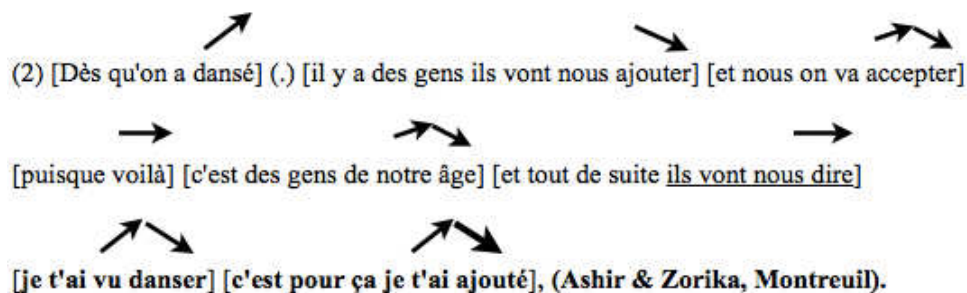 (2) [Dès qu'on a dansé] (.) [il y a des gens ils vont nous ajouter] [et nous on va accepter]
[puisque voilà] [c'est des gens de notre âge] [et tout de suite ils vont nous dire]
[je t'ai vu danser] [c'est pour ça je t'ai ajouté], (Ashir & Zorika, Montreuil).